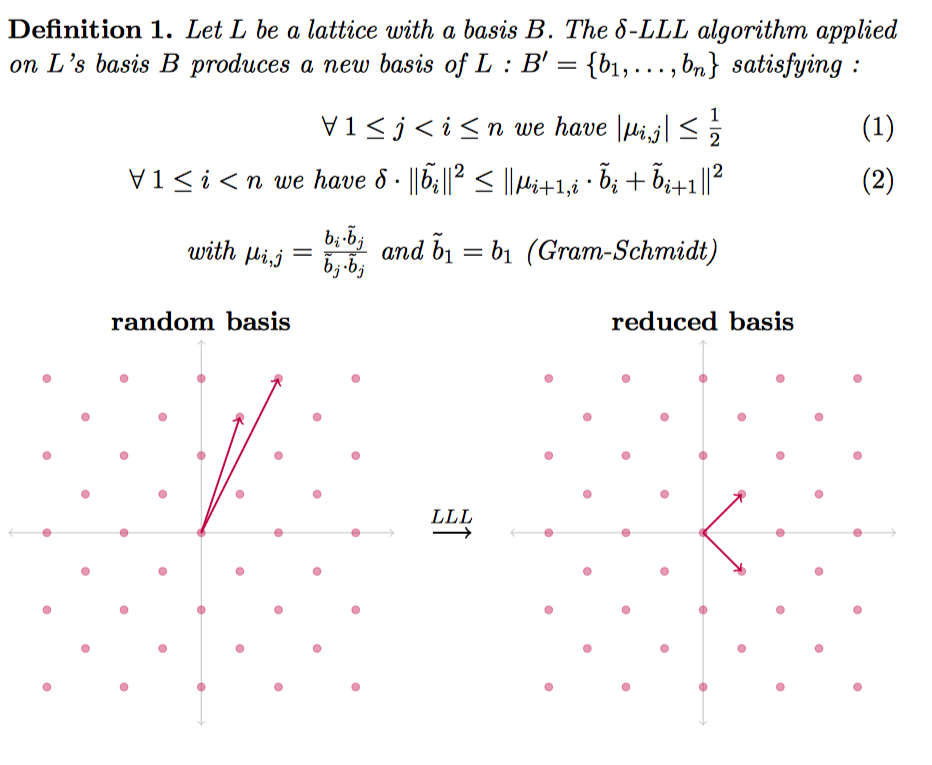 Definition 1. Let L be a lattice with a basis B. The δ-LLL algorithm applied
on L's basis B produces a new basis of L : B′ = {b₁, . . . , bₙ} satisfying :
∀ 1 ≤ j < i ≤ n we have |μᵢ,ⱼ| ≤ 1/2 (1)
∀ 1 ≤ i < n we have δ · ‖b̃ᵢ‖² ≤ ‖μᵢ₊₁,ᵢ · b̃ᵢ + b̃ᵢ₊₁‖² (2)
with μᵢ,ⱼ = bᵢ·b̃ⱼ / b̃ⱼ·b̃ⱼ and b̃₁ = b₁ (Gram-Schmidt)
random basis reduced basis
LLL
⟶